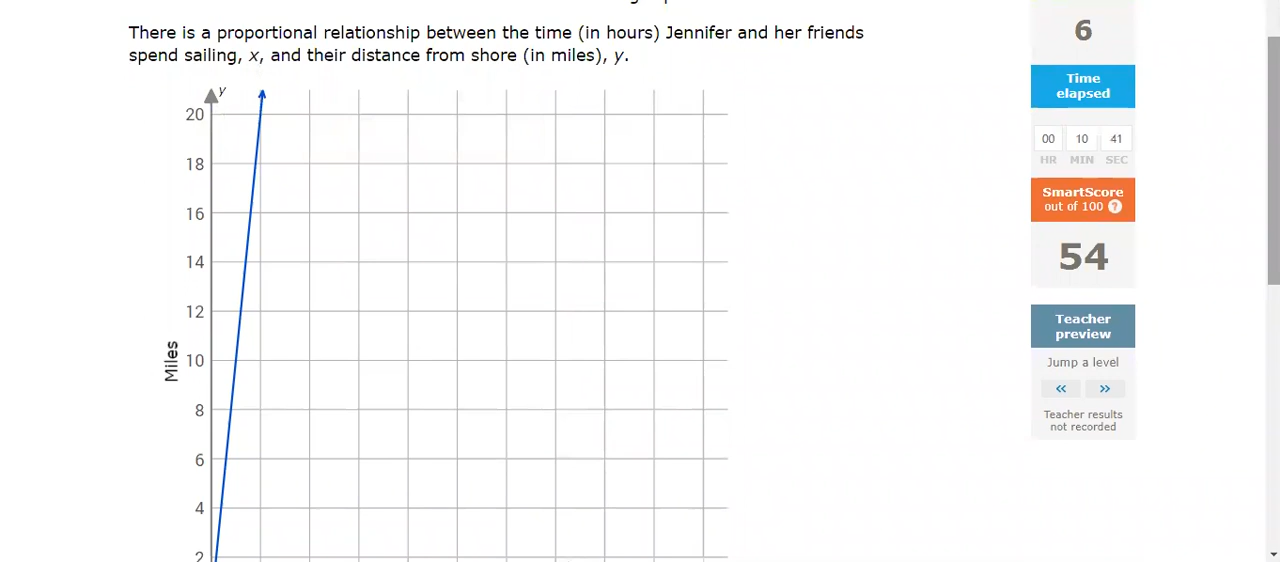 There is a proportional relationship between the time (in hours) Jennifer and her friends
spend sailing, x, and their distance from shore (in miles), y.
y
20
18
16
14
12
10
8
6
4
2
Miles
6
Time
elapsed
00 10 41
HR MIN SEC
SmartScore
out of 100 ?
54
Teacher
preview
Jump a level
« »
Teacher results
not recorded